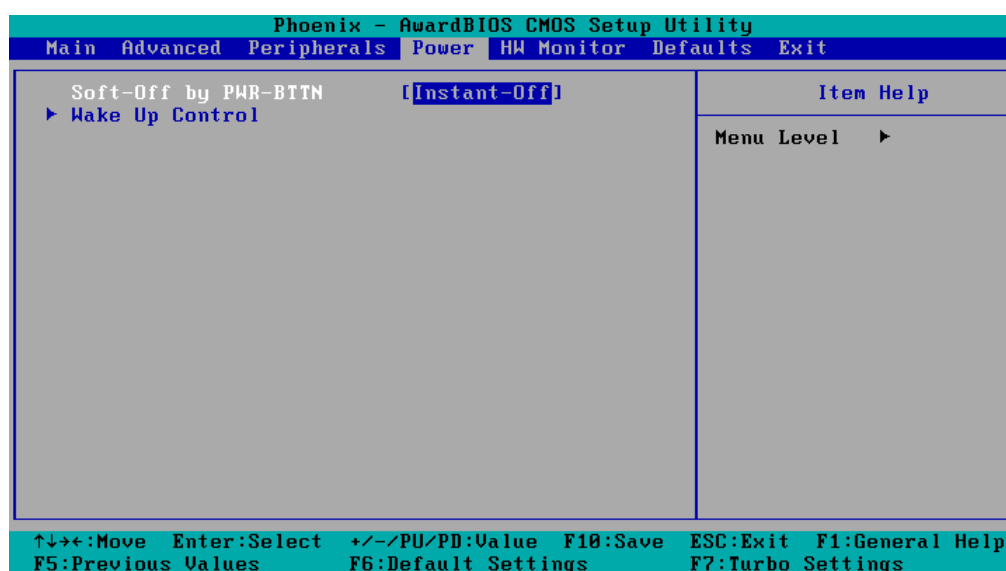 Phoenix - AwardBIOS CMOS Setup Utility
Main Advanced Peripherals Power HW Monitor Defaults Exit
Soft-Off by PWR-BTTN [Instant-Off]
► Wake Up Control
Item Help
Menu Level ►
↑↓→←:Move Enter:Select +/-/PU/PD:Value F10:Save ESC:Exit F1:General Help
F5:Previous Values F6:Default Settings F7:Turbo Settings